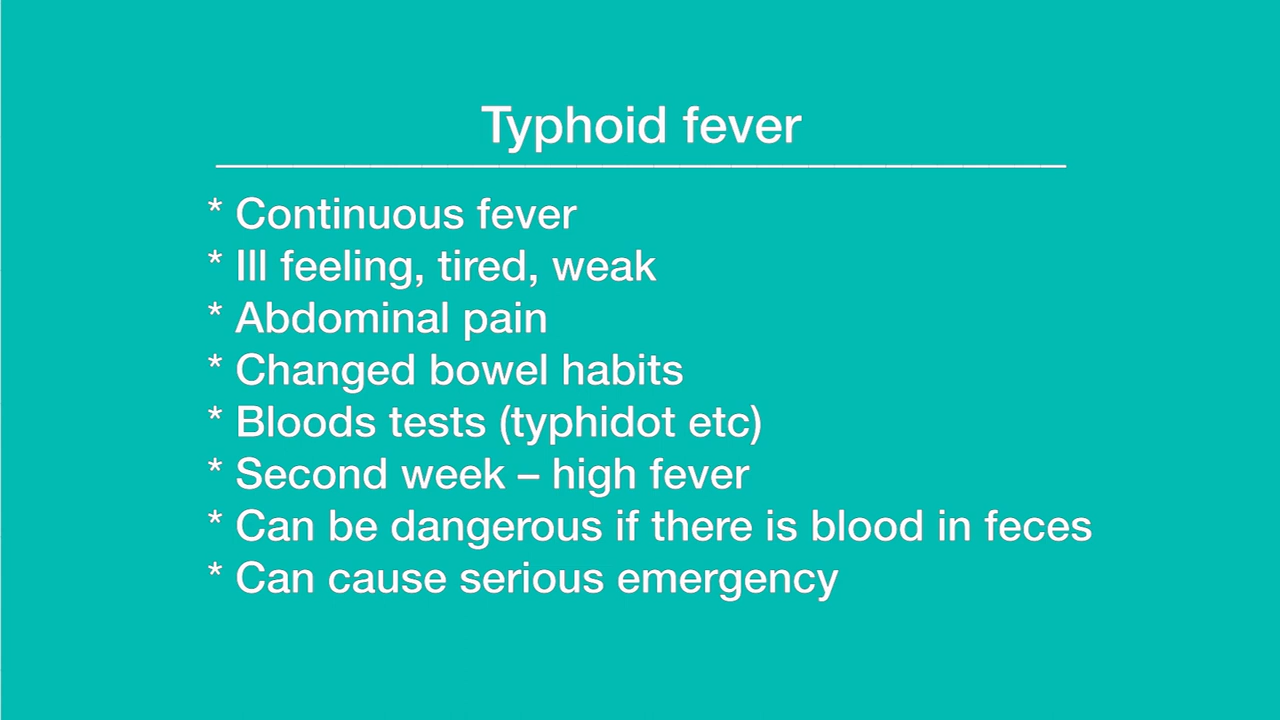 Typhoid fever
* Continuous fever
* Ill feeling, tired, weak
* Abdominal pain
* Changed bowel habits
* Bloods tests (typhidot etc)
* Second week – high fever
* Can be dangerous if there is blood in feces
* Can cause serious emergency